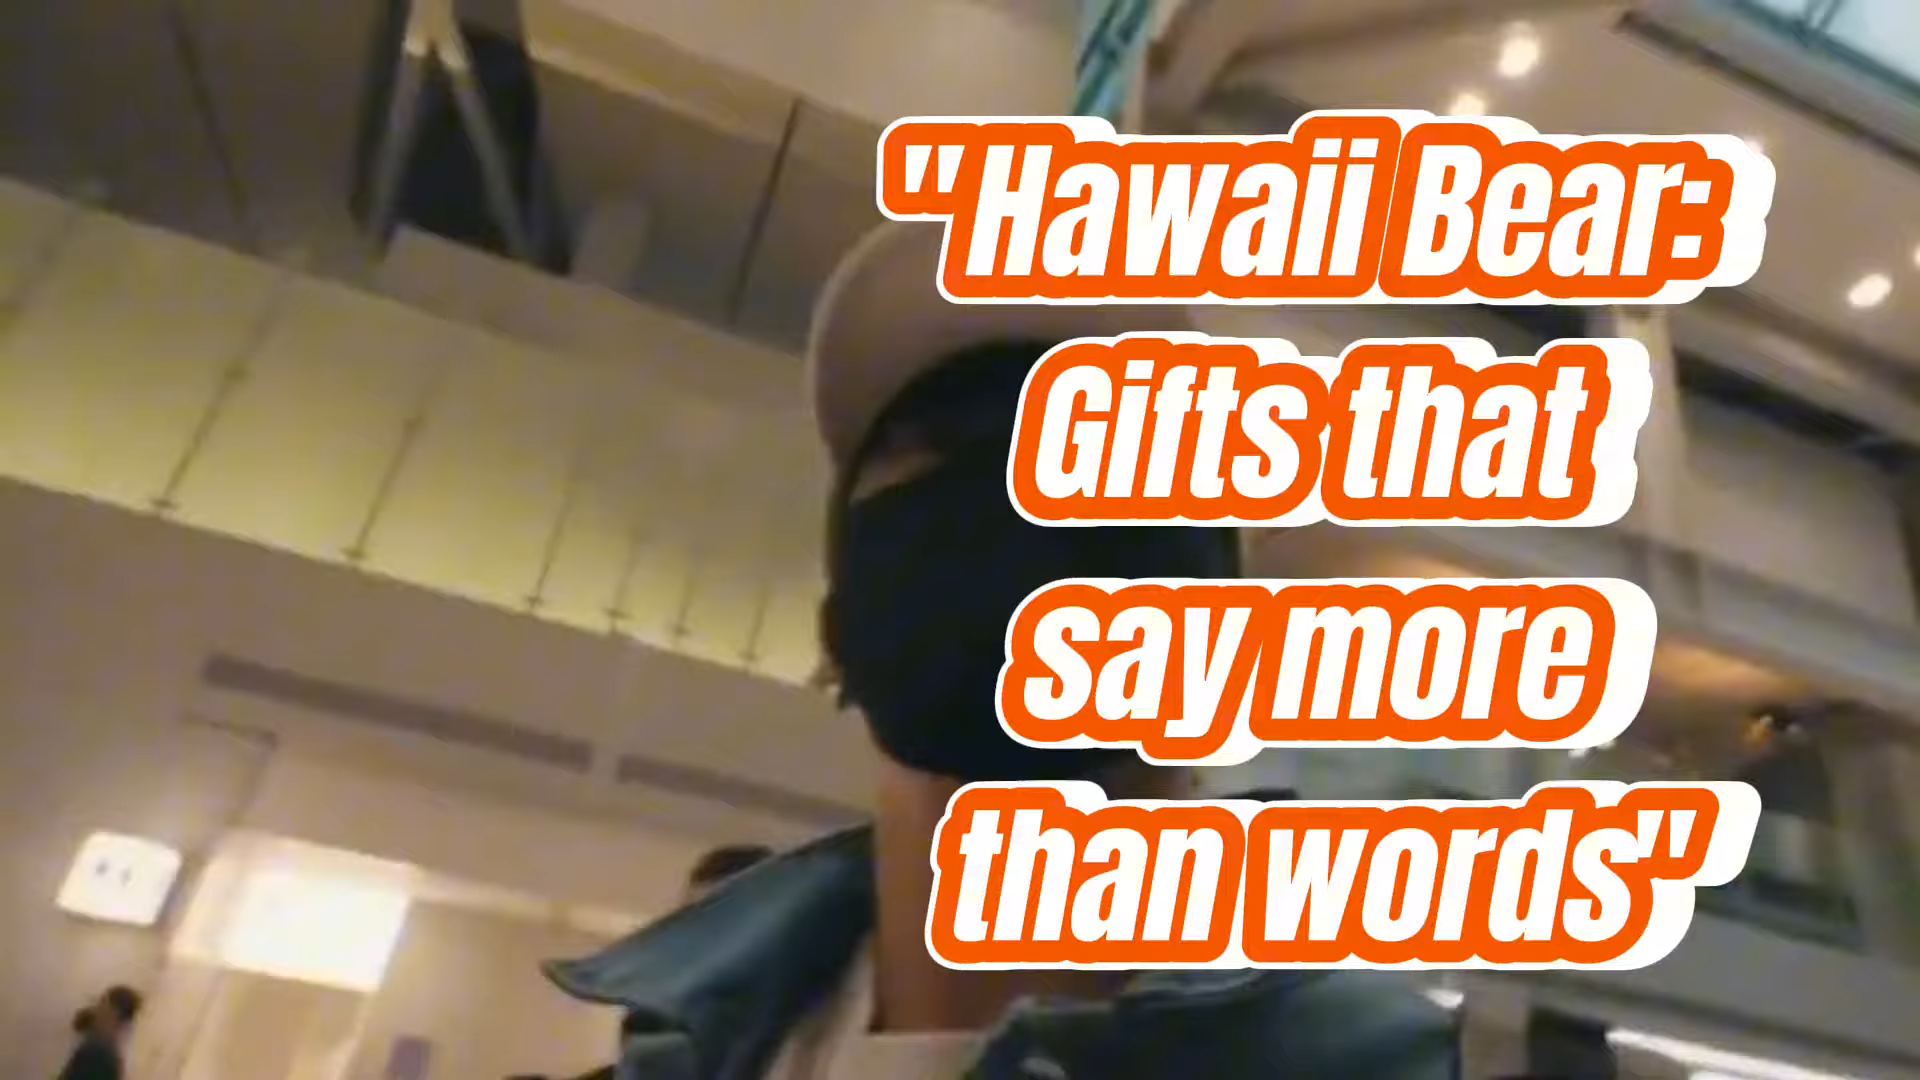 "Hawaii Bear:
Gifts that
say more
than words"